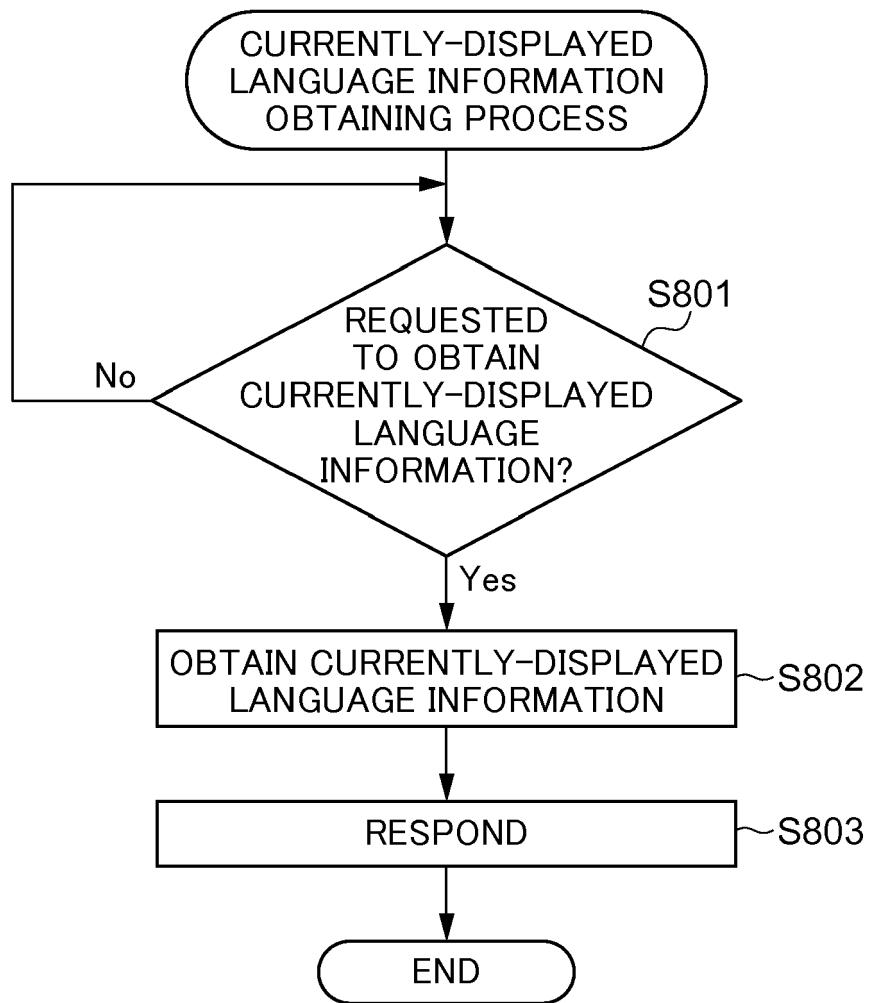 CURRENTLY-DISPLAYED
LANGUAGE INFORMATION
OBTAINING PROCESS
S801
REQUESTED
TO OBTAIN
CURRENTLY-DISPLAYED
LANGUAGE
INFORMATION?
No
Yes
OBTAIN CURRENTLY-DISPLAYED
LANGUAGE INFORMATION
S802
RESPOND
S803
END